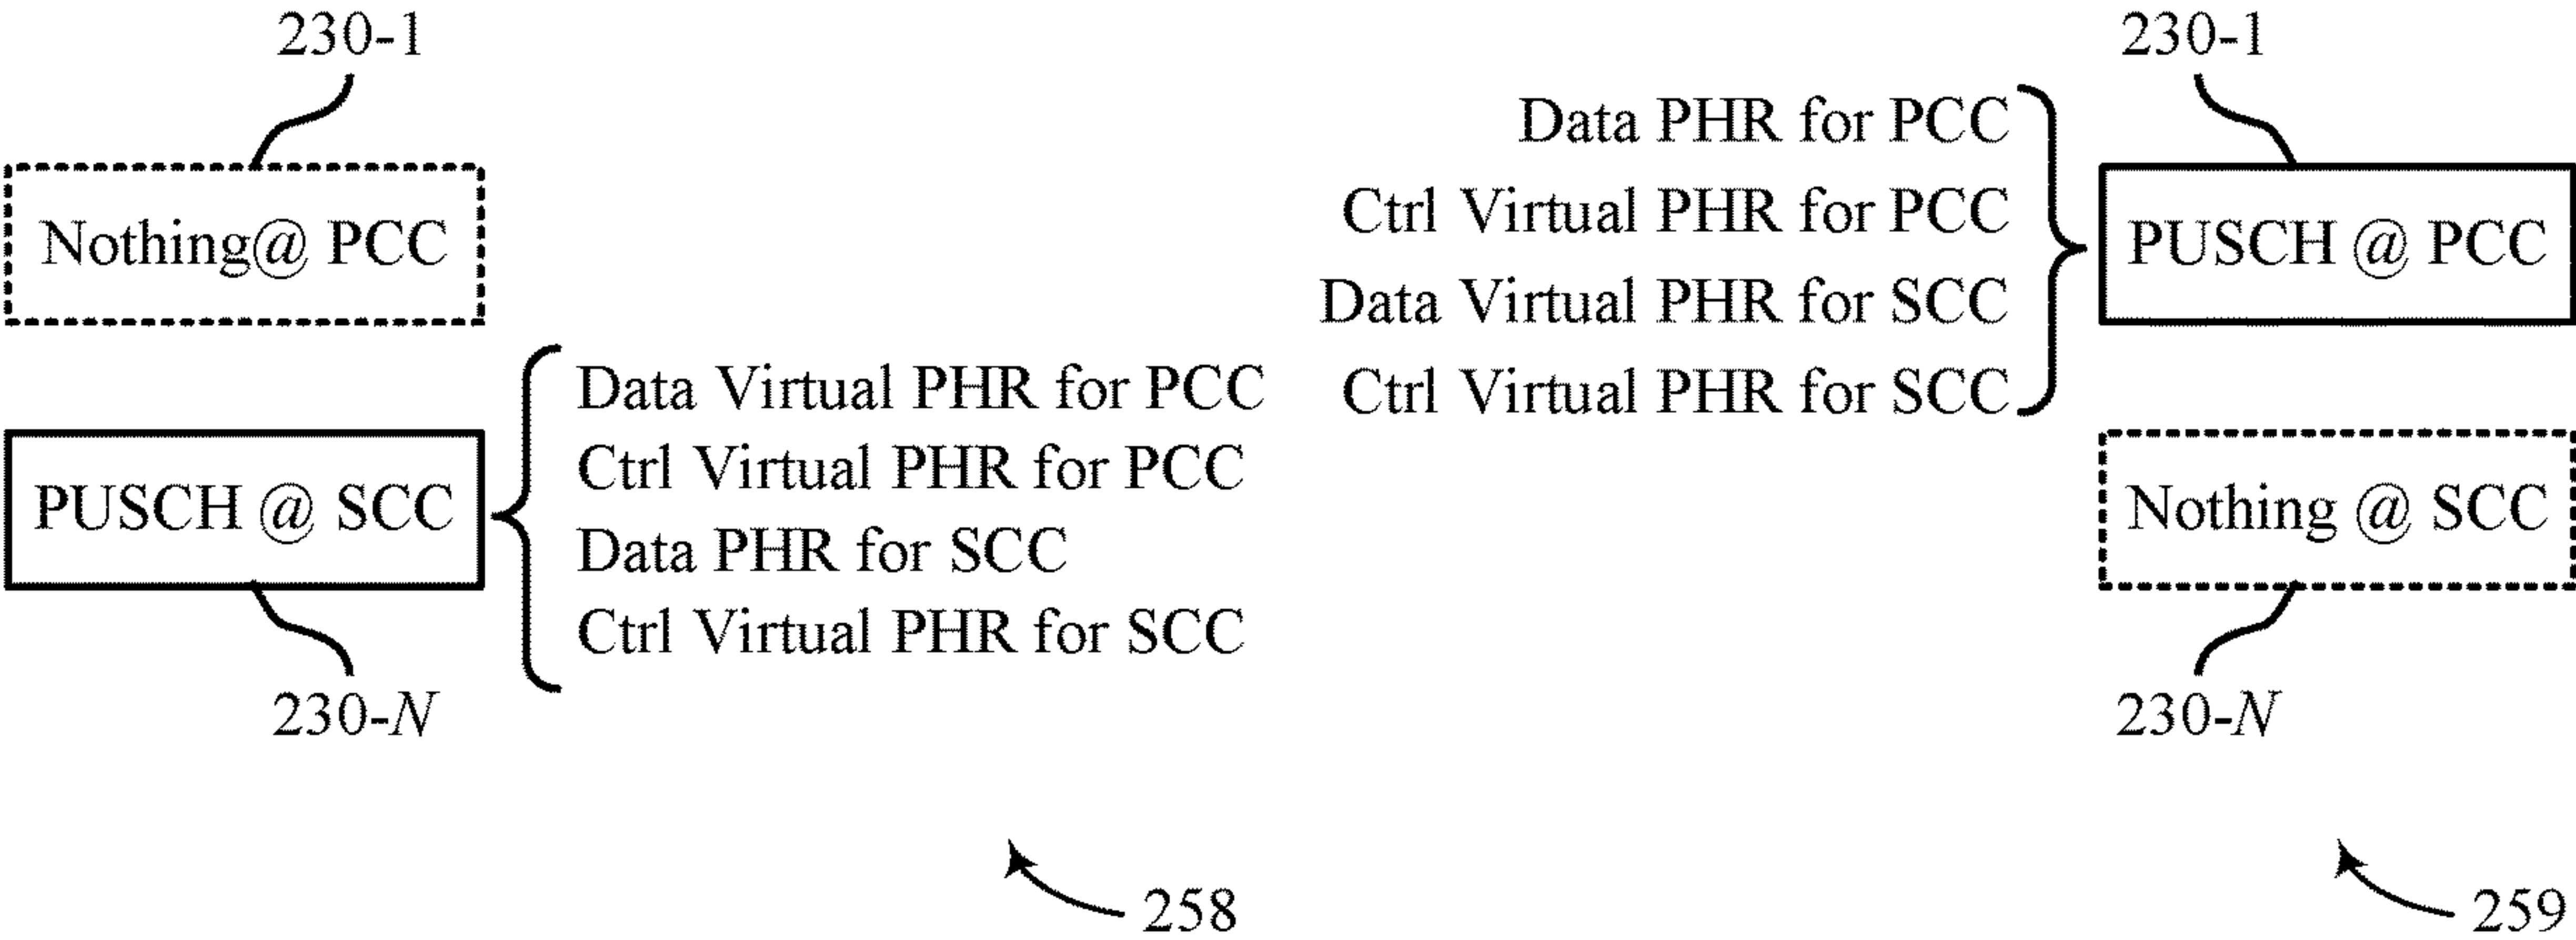 230-1
Nothing@ PCC
PUSCH @ SCC
Data Virtual PHR for PCC
Ctrl Virtual PHR for PCC
Data PHR for SCC
Ctrl Virtual PHR for SCC
230-N
258
230-1
Data PHR for PCC
Ctrl Virtual PHR for PCC
Data Virtual PHR for SCC
Ctrl Virtual PHR for SCC
PUSCH @ PCC
Nothing @ SCC
230-N
259